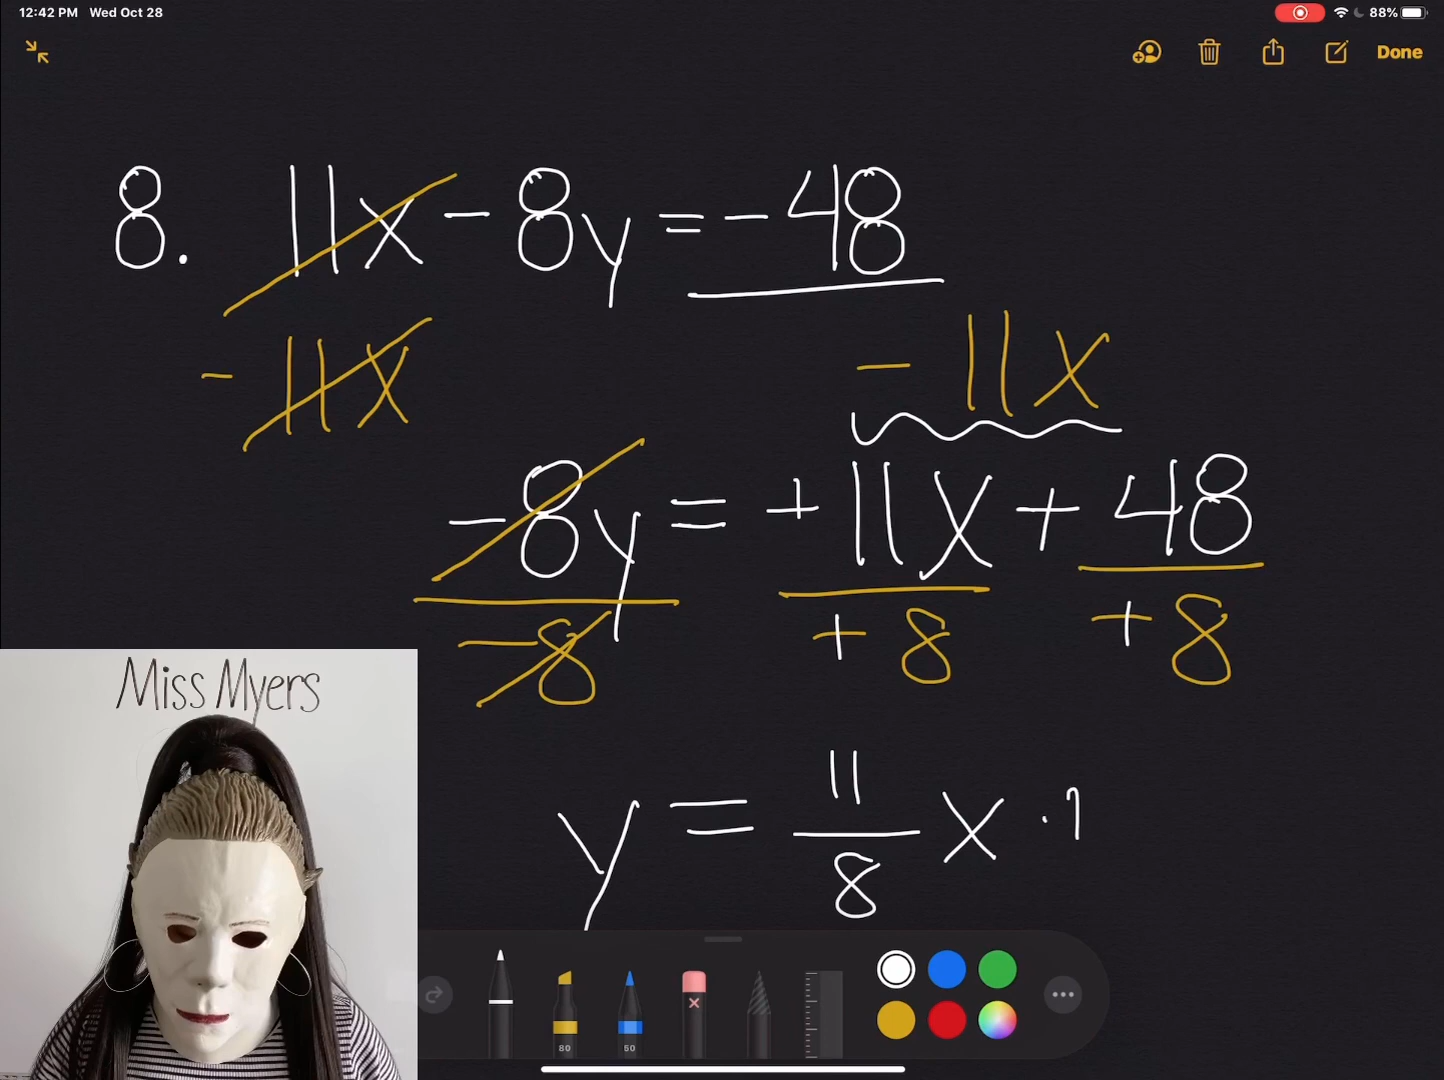 12:42 PM Wed Oct 28
88%
Done
8. 11x - 8y = -48
- 11x - 11x
-8y = +11x + 48
-8 +8 +8
y = 11/8 x
Miss Myers
80
50